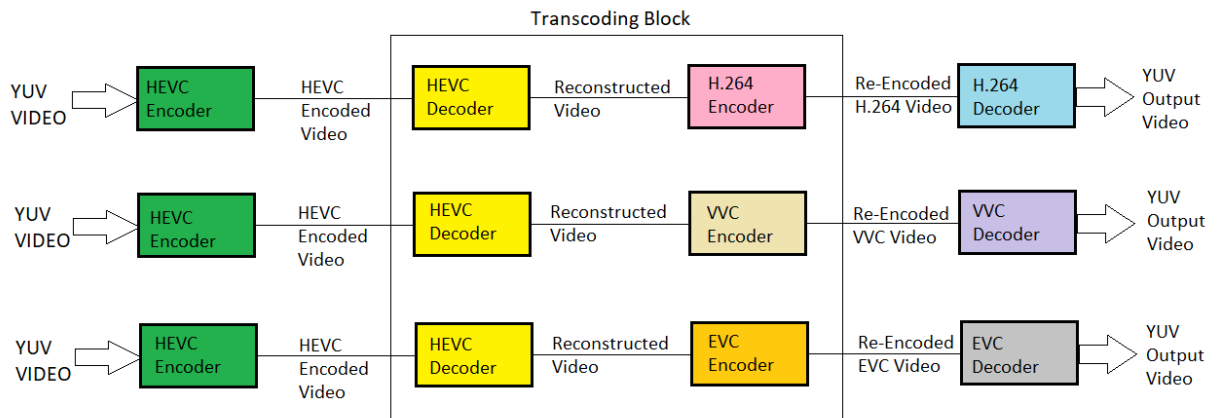 Transcoding Block
YUV
VIDEO
HEVC
Encoder
HEVC
Encoded
Video
HEVC
Decoder
Reconstructed
Video
H.264
Encoder
Re-Encoded
H.264 Video
H.264
Decoder
YUV
Output
Video
YUV
VIDEO
HEVC
Encoder
HEVC
Encoded
Video
HEVC
Decoder
Reconstructed
Video
VVC
Encoder
Re-Encoded
VVC Video
VVC
Decoder
YUV
Output
Video
YUV
VIDEO
HEVC
Encoder
HEVC
Encoded
Video
HEVC
Decoder
Reconstructed
Video
EVC
Encoder
Re-Encoded
EVC Video
EVC
Decoder
YUV
Output
Video